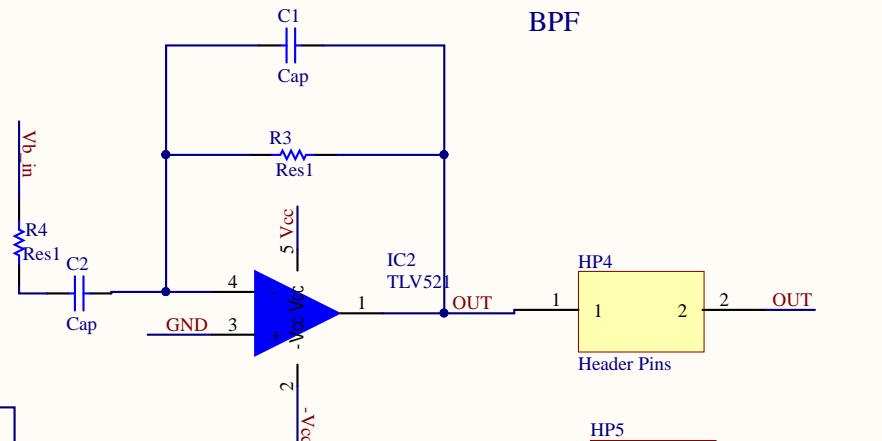 BPF
C1
Cap
R3
Res1
Vb_in
R4
Res1
C2
Cap
Vcc
5
IC2
TLV521
4
-
Vcc
-Vcc
+
GND
3
1
OUT
2
-Vcc
HP4
1
1
2
2
OUT
Header Pins
HP5